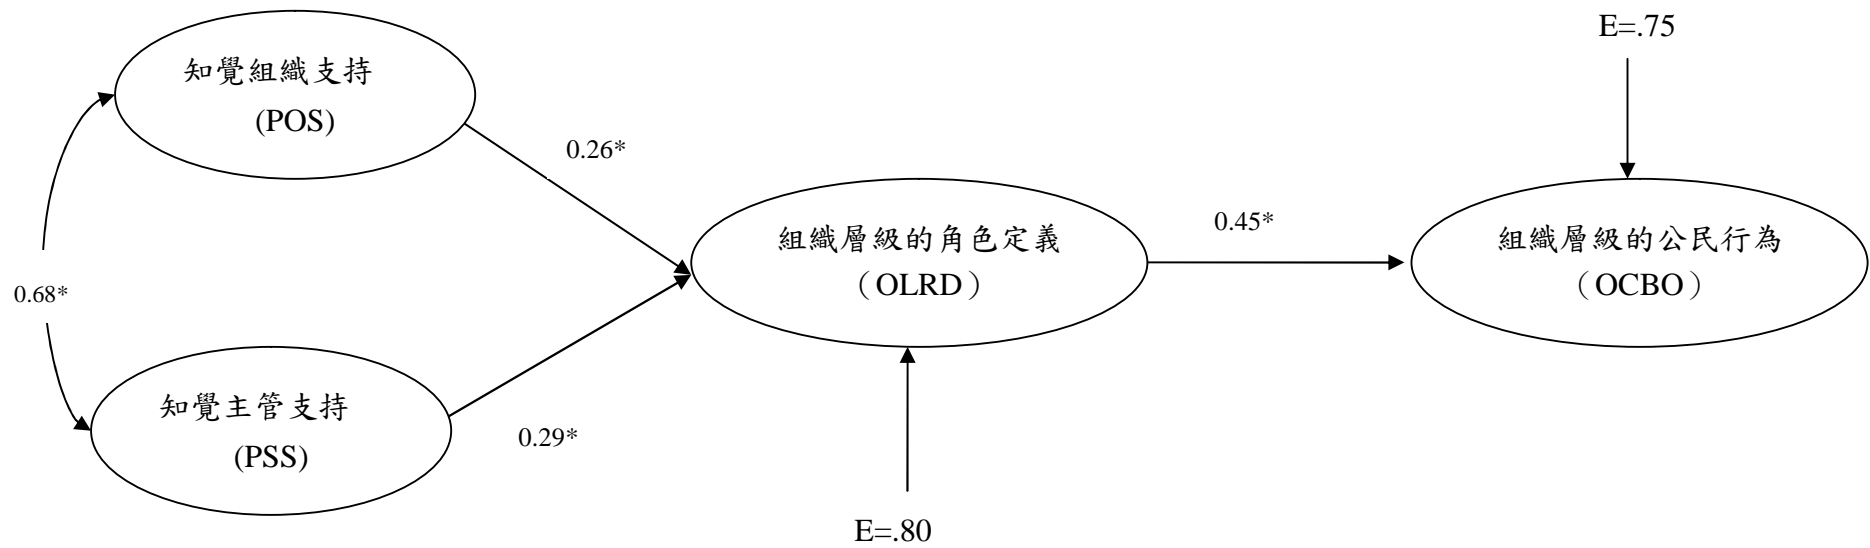 E=.75
知覺組織支持
(POS)
0.26*
組織層級的角色定義
（OLRD）
0.45*
組織層級的公民行為
（OCBO）
0.68*
知覺主管支持
(PSS)
0.29*
E=.80